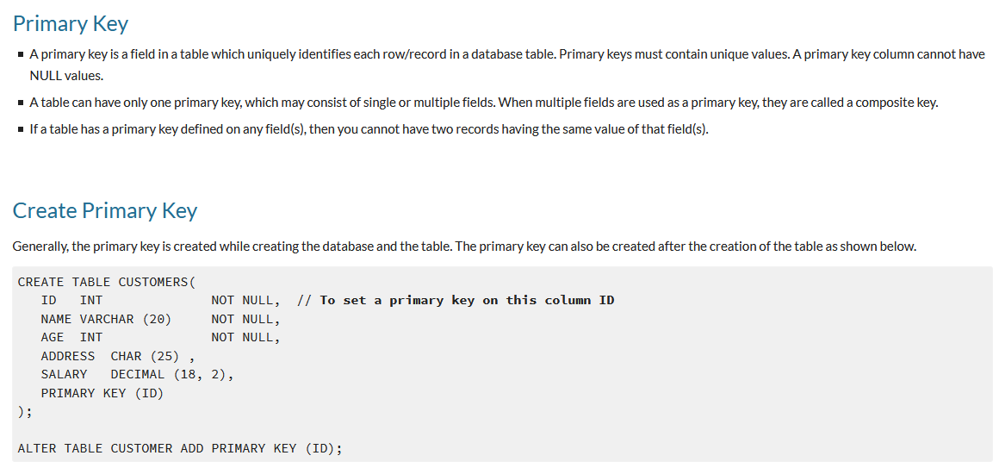 Primary Key
▪ A primary key is a field in a table which uniquely identifies each row/record in a database table. Primary keys must contain unique values. A primary key column cannot have
NULL values.
▪ A table can have only one primary key, which may consist of single or multiple fields. When multiple fields are used as a primary key, they are called a composite key.
▪ If a table has a primary key defined on any field(s), then you cannot have two records having the same value of that field(s).
Create Primary Key
Generally, the primary key is created while creating the database and the table. The primary key can also be created after the creation of the table as shown below.
CREATE TABLE CUSTOMERS(
   ID   INT              NOT NULL,  // To set a primary key on this column ID
   NAME VARCHAR (20)     NOT NULL,
   AGE  INT              NOT NULL,
   ADDRESS  CHAR (25) ,
   SALARY   DECIMAL (18, 2),
   PRIMARY KEY (ID)
);
ALTER TABLE CUSTOMER ADD PRIMARY KEY (ID);